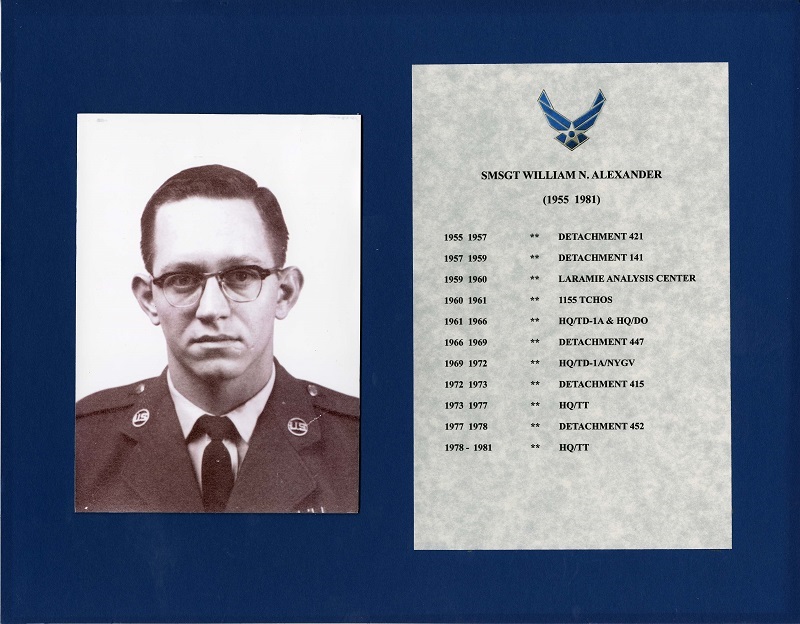 SMSGT WILLIAM N. ALEXANDER
(1955 1981)
1955 1957 ** DETACHMENT 421
1957 1959 ** DETACHMENT 141
1959 1960 ** LARAMIE ANALYSIS CENTER
1960 1961 ** 1155 TCHOS
1961 1966 ** HQ/TD-1A & HQ/DO
1966 1969 ** DETACHMENT 447
1969 1972 ** HQ/TD-1A/NYGV
1972 1973 ** DETACHMENT 415
1973 1977 ** HQ/TT
1977 1978 ** DETACHMENT 452
1978 - 1981 ** HQ/TT
U.S
U.S